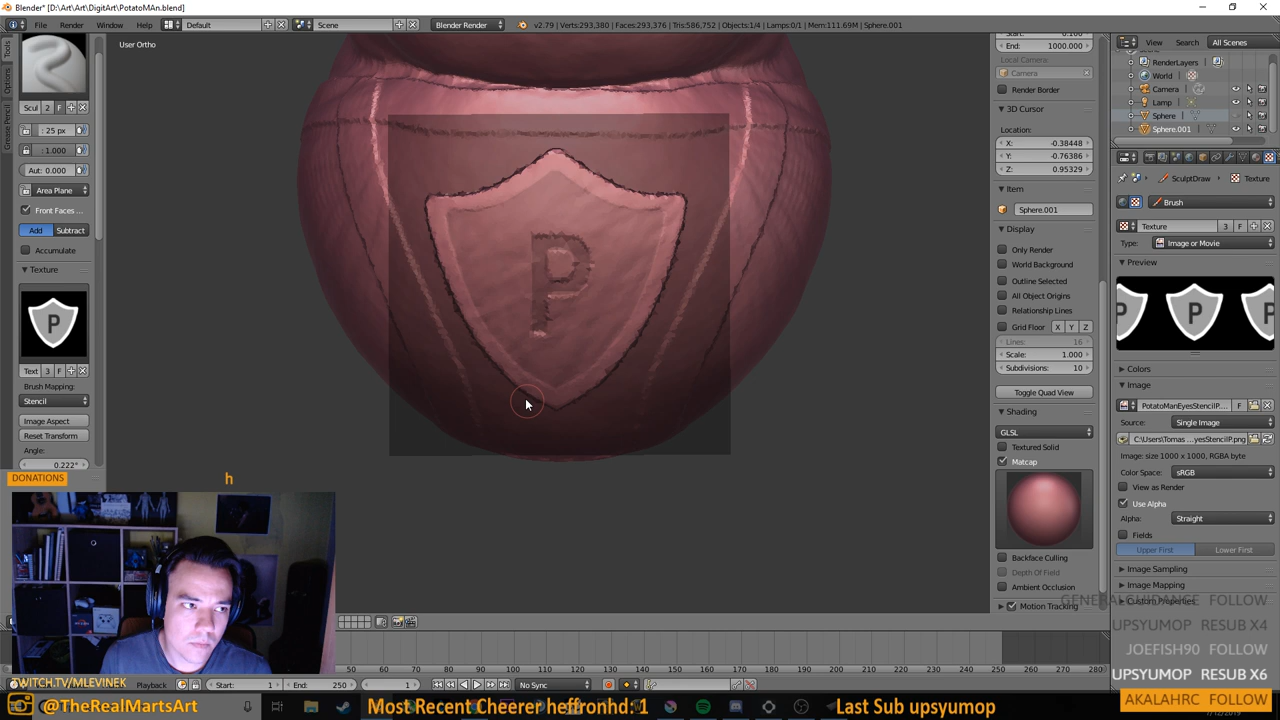 Blender* [D:\Art\Art\DigitArt\PotatoMAn.blend]
File Render Window Help Default Scene Blender Render v2.79 | Verts:293,380 | Faces:293,376 | Tris:586,752 | Objects:1/4 | Lamps:0/1 | Mem:111.69M | Sphere.001
View Search All Scenes
User Ortho
Tools
Options
Grease Pencil
Scul 2 F
: 25 px
: 1.000
Aut: 0.000
Area Plane
Front Faces ...
Add Subtract
Accumulate
Texture
P
Text 3 F
Brush Mapping:
Stencil
Image Aspect
Reset Transform
Angle:
0.222°
P
End: 1000.000
Local Camera
Camera
Render Border
3D Cursor
Location:
X: -0.38448
Y: -0.76386
Z: 0.95329
Item
Sphere.001
Display
Only Render
World Background
Outline Selected
All Object Origins
Relationship Lines
Grid Floor X Y Z
Lines: 16
Scale: 1.000
Subdivisions: 10
Toggle Quad View
Shading
GLSL
Textured Solid
Matcap
Backface Culling
Depth Of Field
Ambient Occlusion
Motion Tracking
RenderLayers
World
Camera
Lamp
Sphere
Sphere.001
SculptDraw Texture
Brush
Texture 3 F
Type: Image or Movie
Preview
P
Colors
Image
PotatoManEyesStencilP.... F
Source: Single Image
C:\Users\Tomas ...yesStencilP.png
Image: size 1000 x 1000, RGBA byte
Color Space: sRGB
View as Render
Use Alpha
Alpha: Straight
Fields
Upper First Lower First
Image Sampling
Image Mapping
Custom Properties
DONATIONS h
GENERALGUIDANCE FOLLOW
UPSYUMOP RESUB X4
JOEFISH90 FOLLOW
UPSYUMOP RESUB X6
AKALAHRC FOLLOW
50 60 70 80 90 100 110 120 130 140 150 160 170 180 190 200 210 220 230 240 250 260 270 280
TWITCH.TV/MLEVINEK Playback Start: 1 End: 250 1 No Sync
@TheRealMartsArt Most Recent Cheerer heffronhd: 1 Last Sub upsyumop